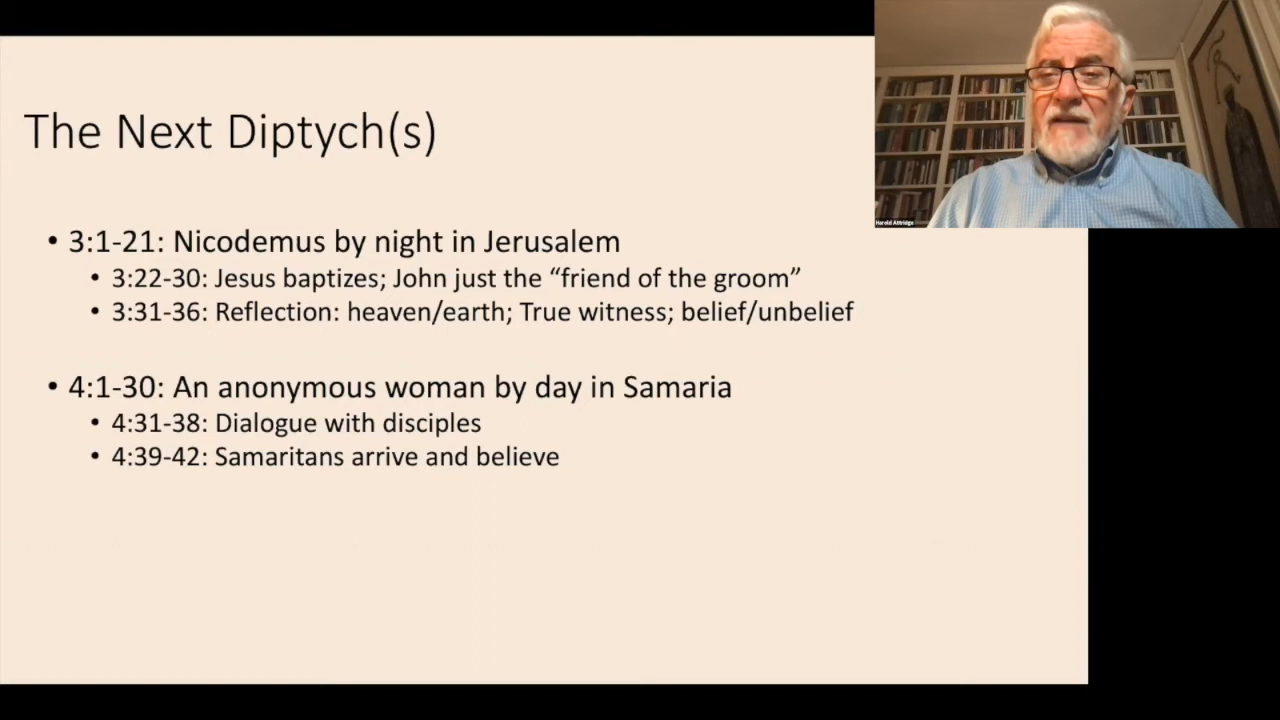 The Next Diptych(s)
• 3:1-21: Nicodemus by night in Jerusalem
• 3:22-30: Jesus baptizes; John just the “friend of the groom”
• 3:31-36: Reflection: heaven/earth; True witness; belief/unbelief
• 4:1-30: An anonymous woman by day in Samaria
• 4:31-38: Dialogue with disciples
• 4:39-42: Samaritans arrive and believe
Harold Attridge